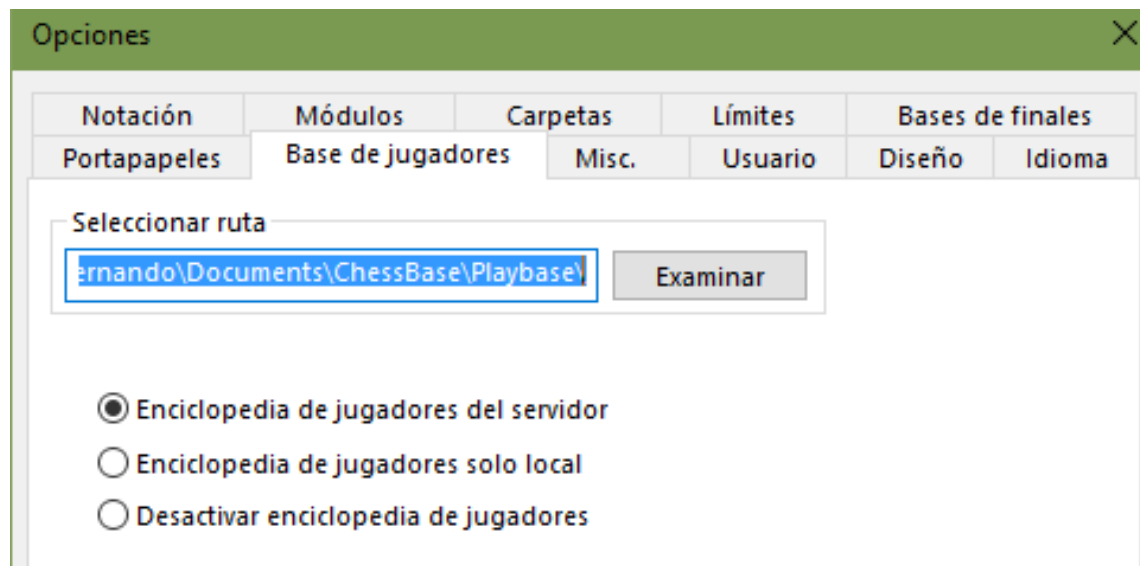 Opciones
Notación Módulos Carpetas Límites Bases de finales
Portapapeles Base de jugadores Misc. Usuario Diseño Idioma
Seleccionar ruta
ernando\Documents\ChessBase\Playbase\ Examinar
Enciclopedia de jugadores del servidor
Enciclopedia de jugadores solo local
Desactivar enciclopedia de jugadores